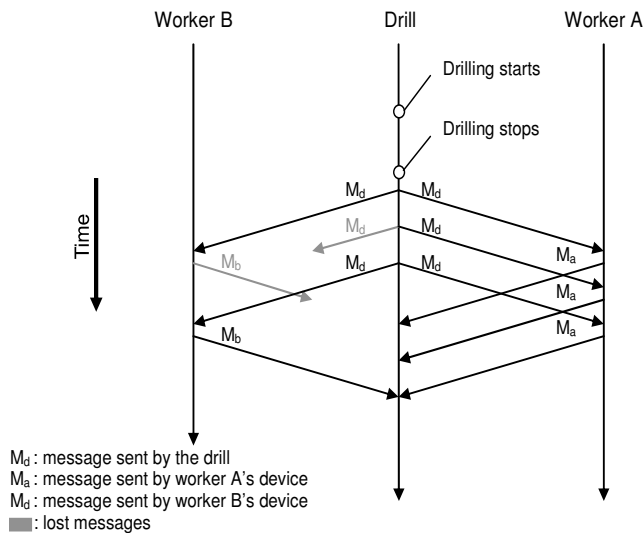 Worker B Drill Worker A
Drilling starts
Drilling stops
Md Md
Md Md
Time
Mb Md Md Ma
Ma
Mb Ma
Md : message sent by the drill
Ma : message sent by worker A's device
Md : message sent by worker B's device
: lost messages